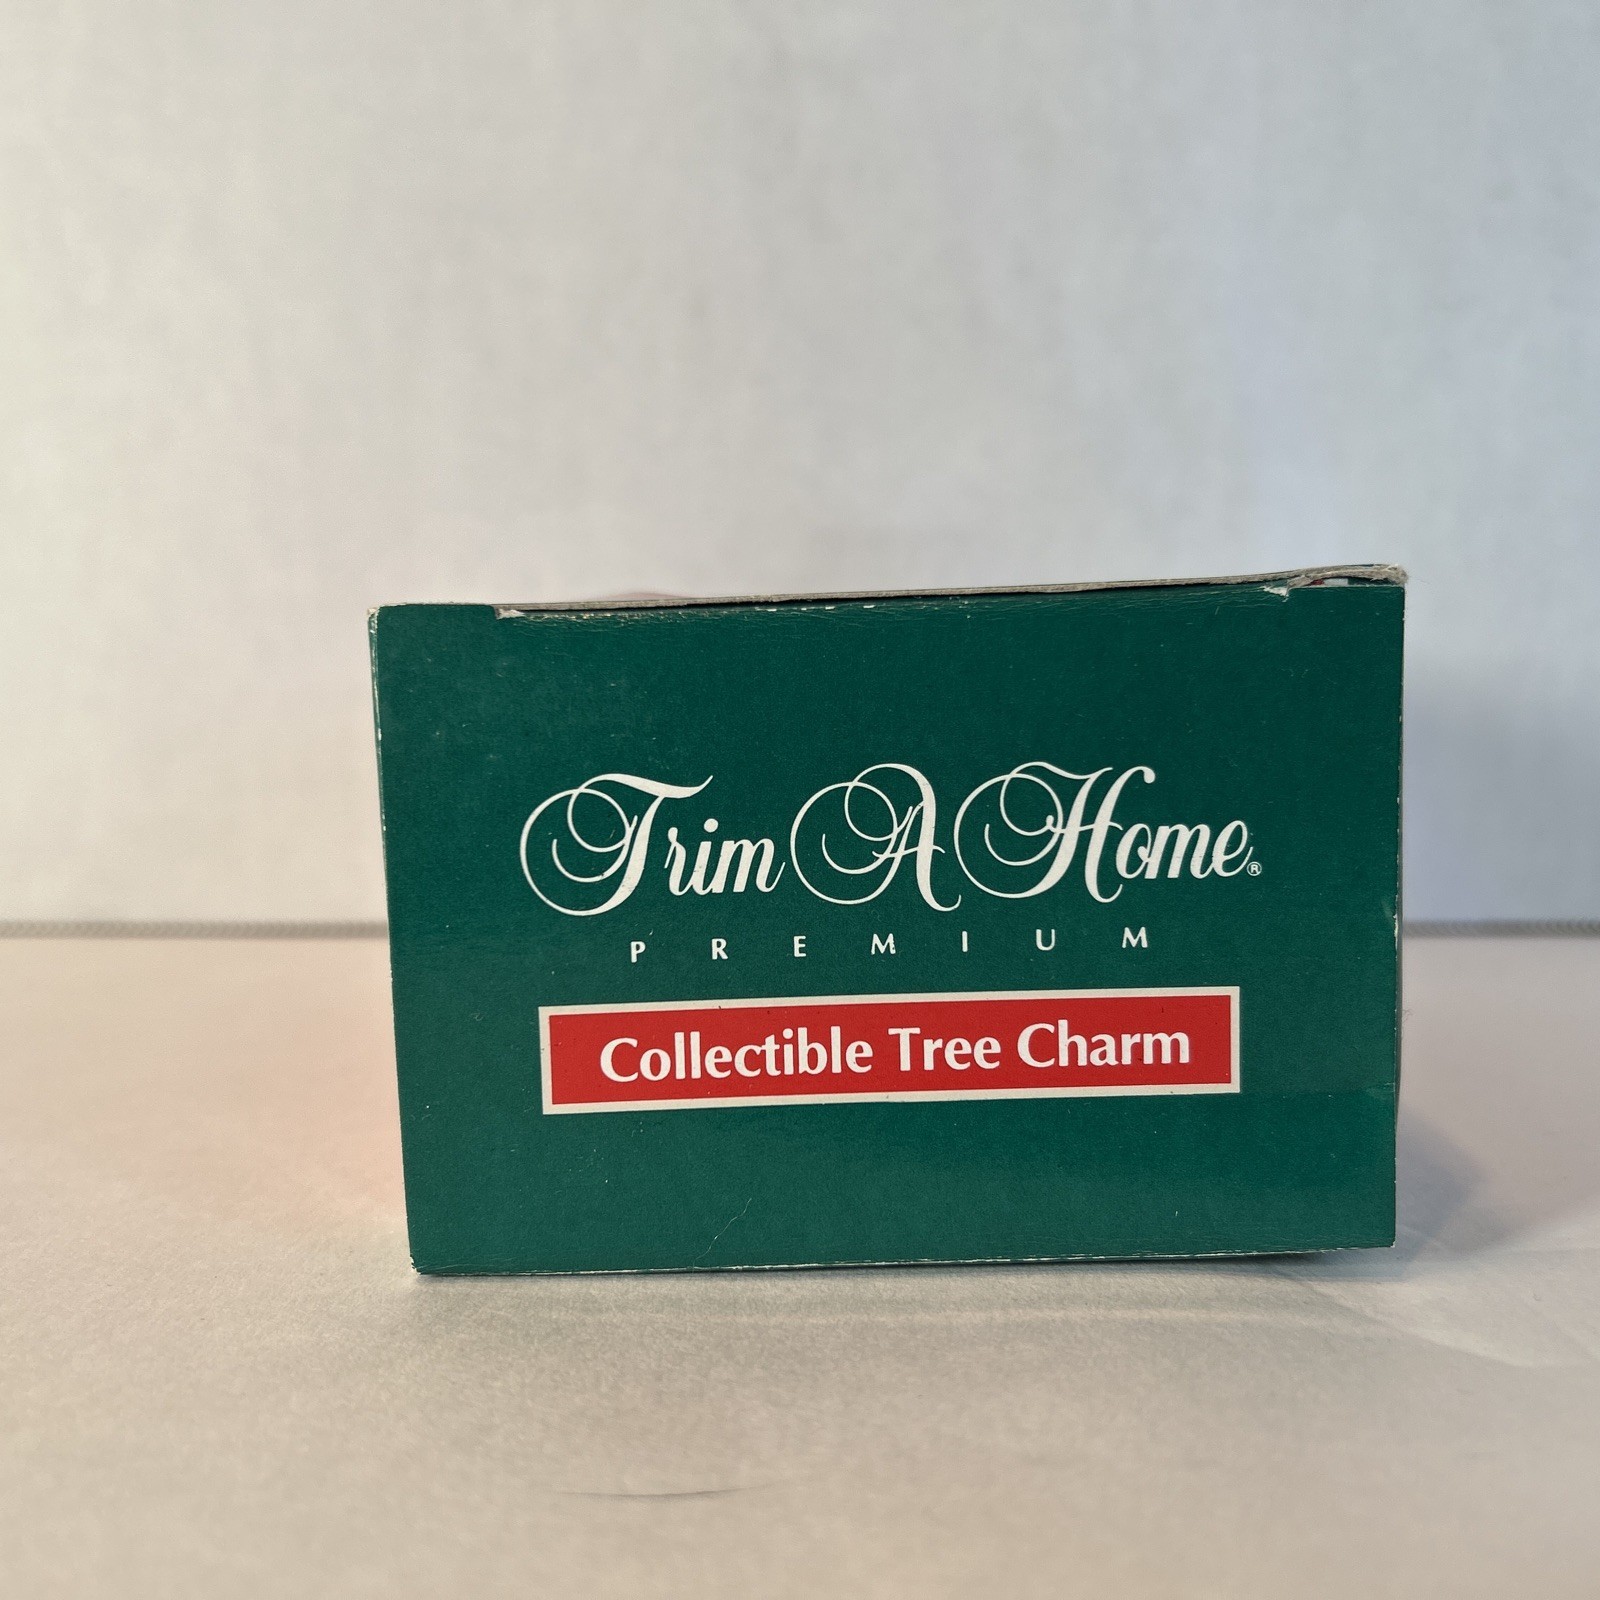 Trim A Home®
PREMIUM
Collectible Tree Charm